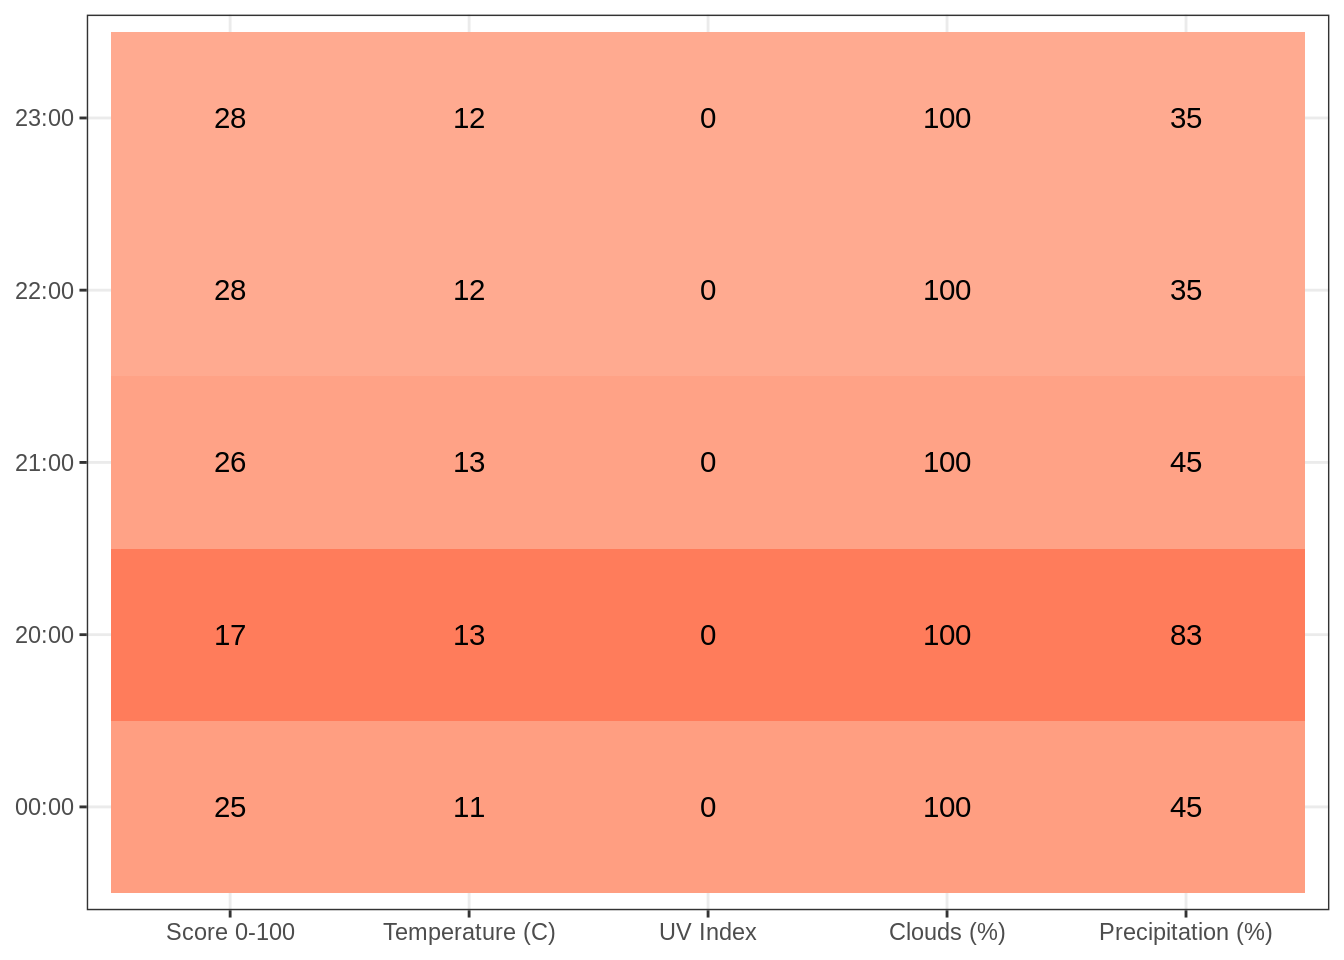 23:00 28 12 0 100 35
22:00 28 12 0 100 35
21:00 26 13 0 100 45
20:00 17 13 0 100 83
00:00 25 11 0 100 45
Score 0-100 Temperature (C) UV Index Clouds (%) Precipitation (%)